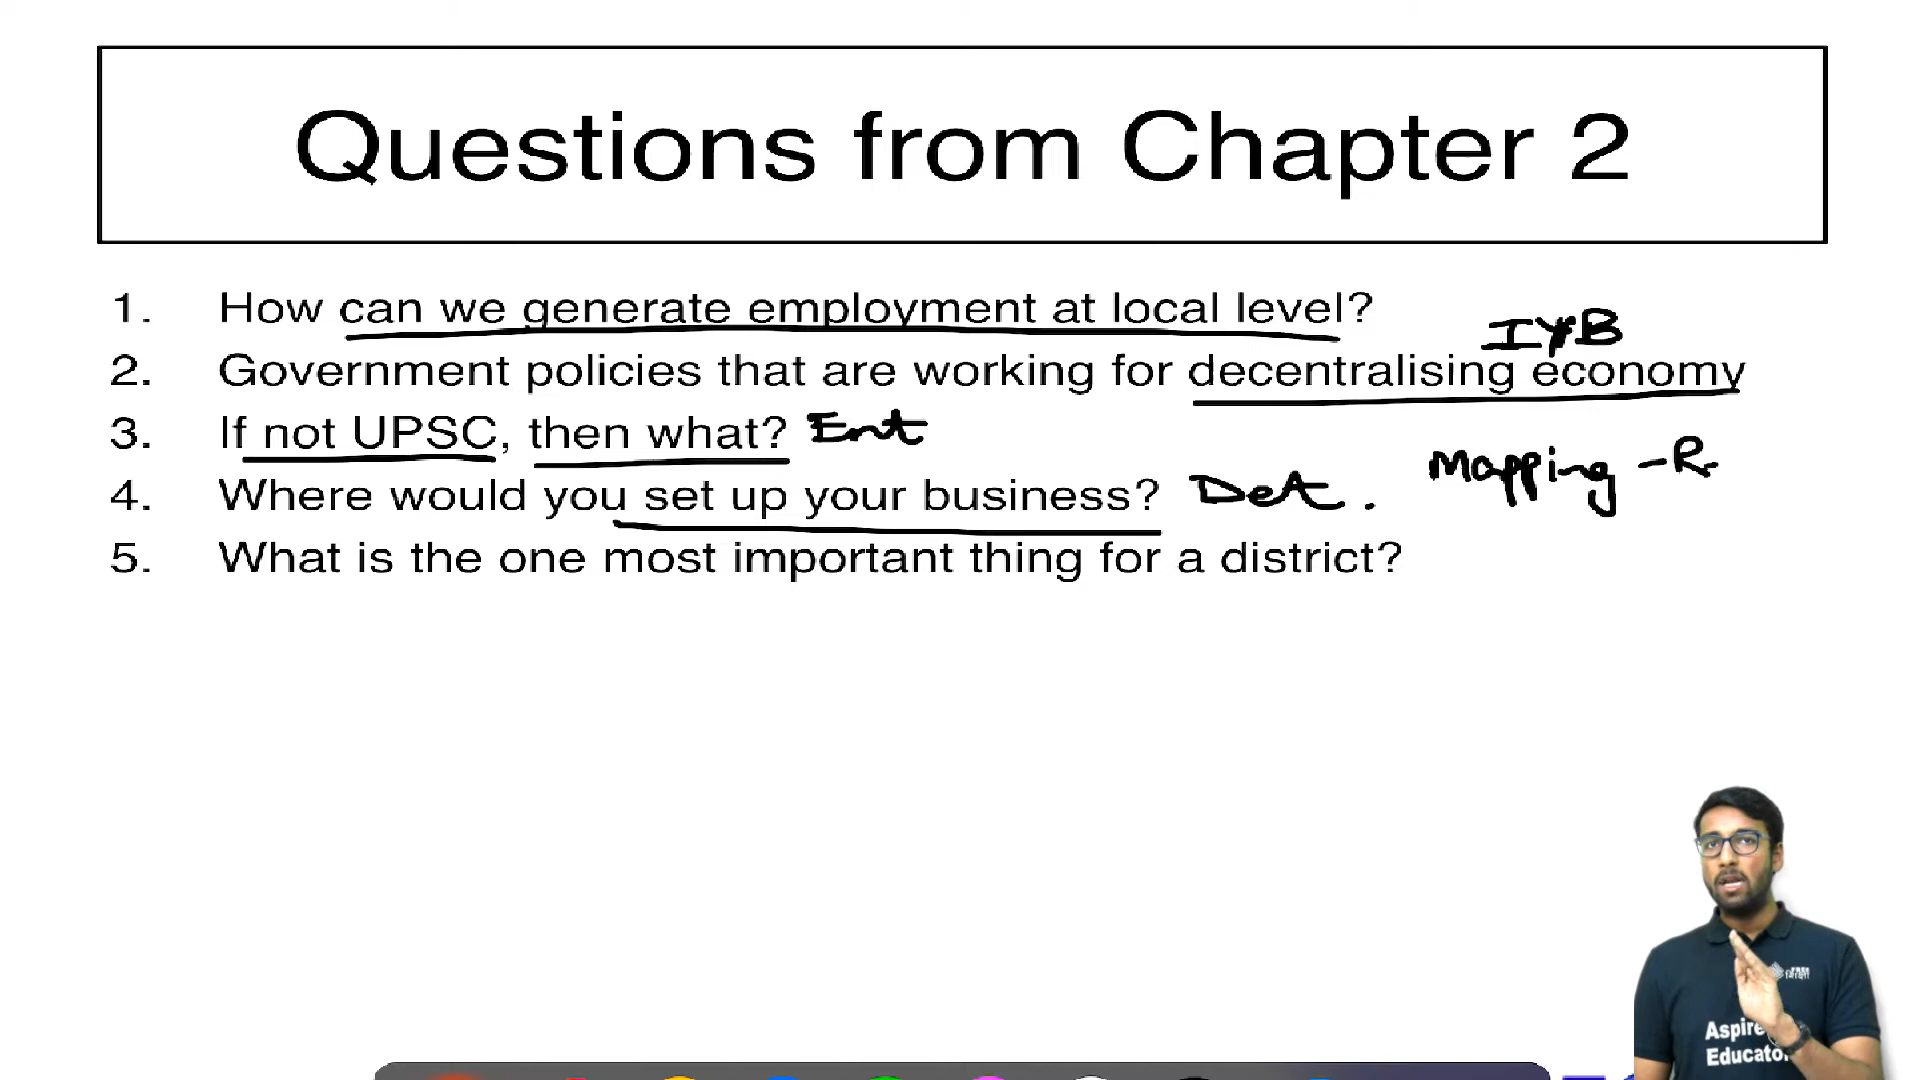 Questions from Chapter 2
1. How can we generate employment at local level?
IYB
2. Government policies that are working for decentralising economy
3. If not UPSC, then what? Ent
4. Where would you set up your business? Det. Mapping - R
5. What is the one most important thing for a district?
Aspire
Educato